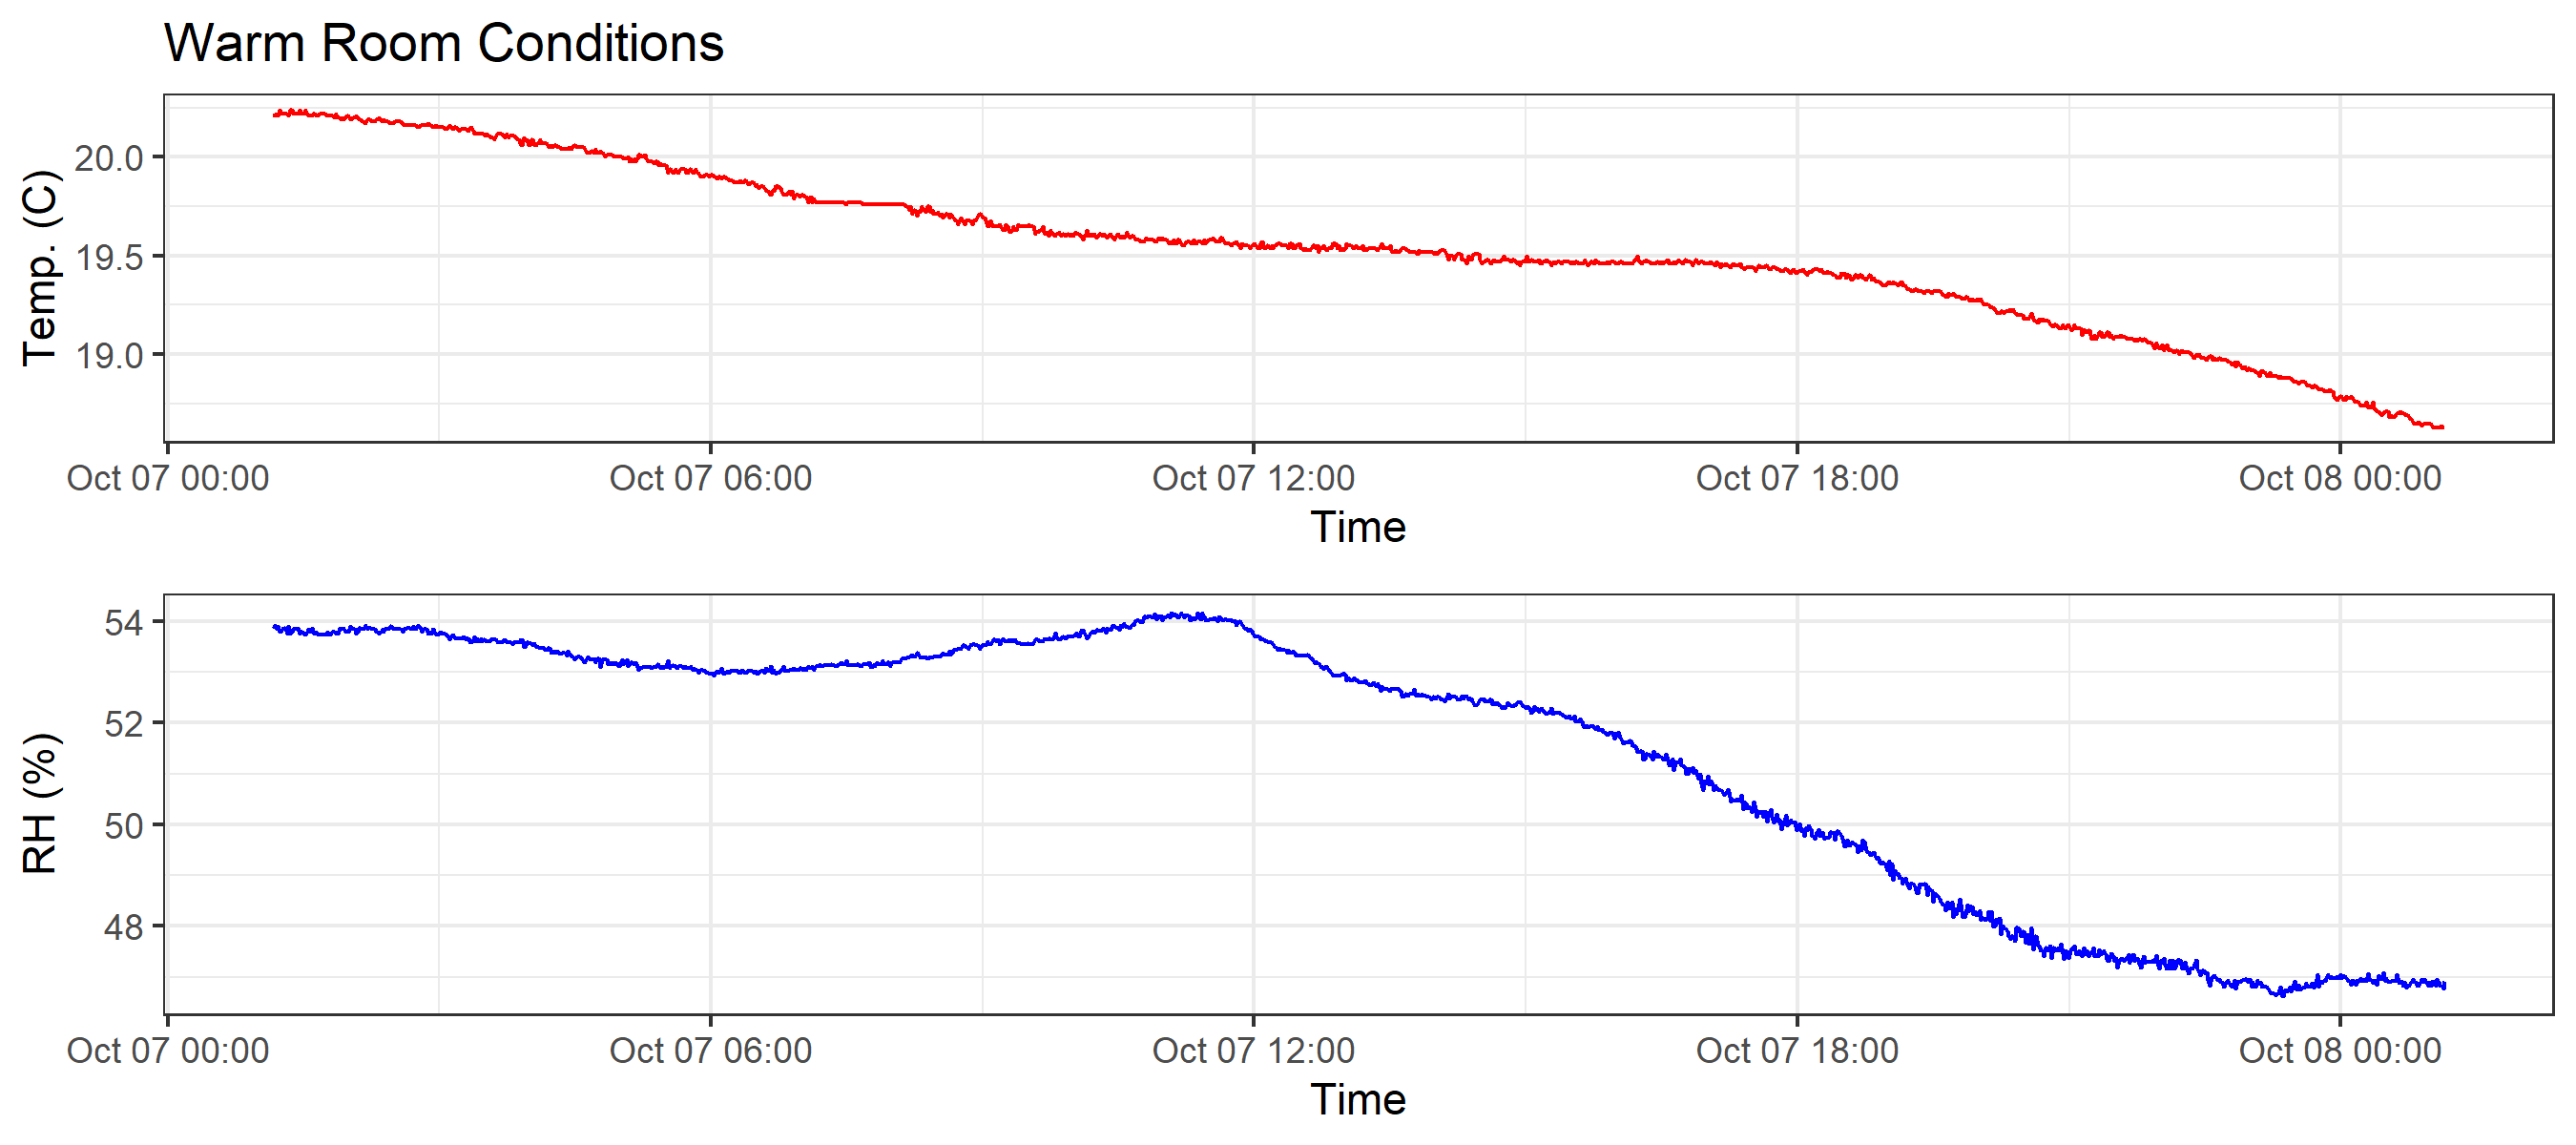 Warm Room Conditions
Temp. (C)
20.0
19.5
19.0
Oct 07 00:00 Oct 07 06:00 Oct 07 12:00 Oct 07 18:00 Oct 08 00:00
Time
RH (%)
54
52
50
48
Oct 07 00:00 Oct 07 06:00 Oct 07 12:00 Oct 07 18:00 Oct 08 00:00
Time